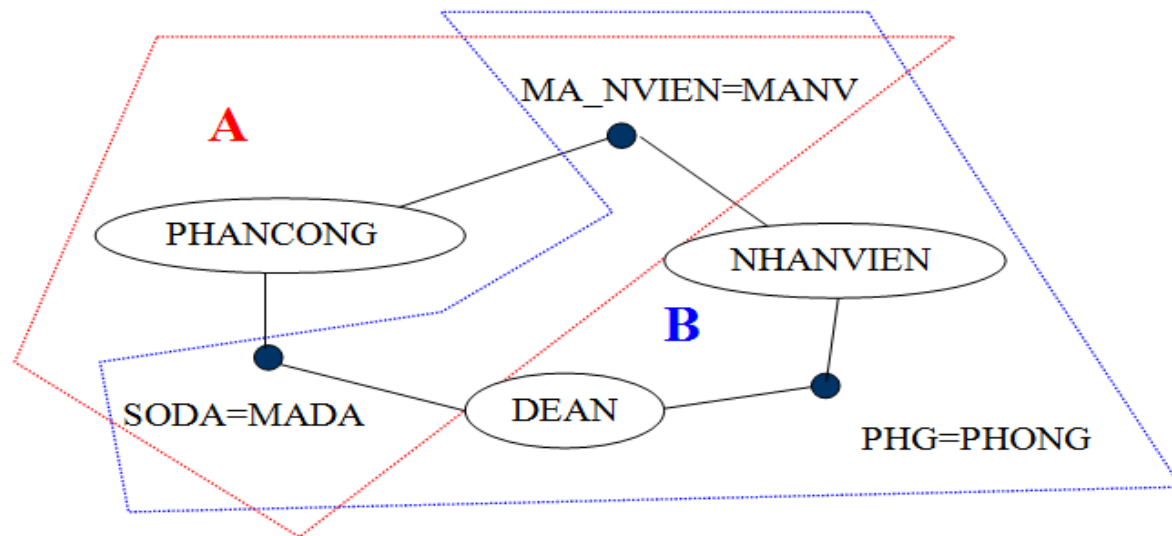 MA_NVIEN=MANV
A
PHANCONG
NHANVIEN
B
SODA=MADA
DEAN
PHG=PHONG